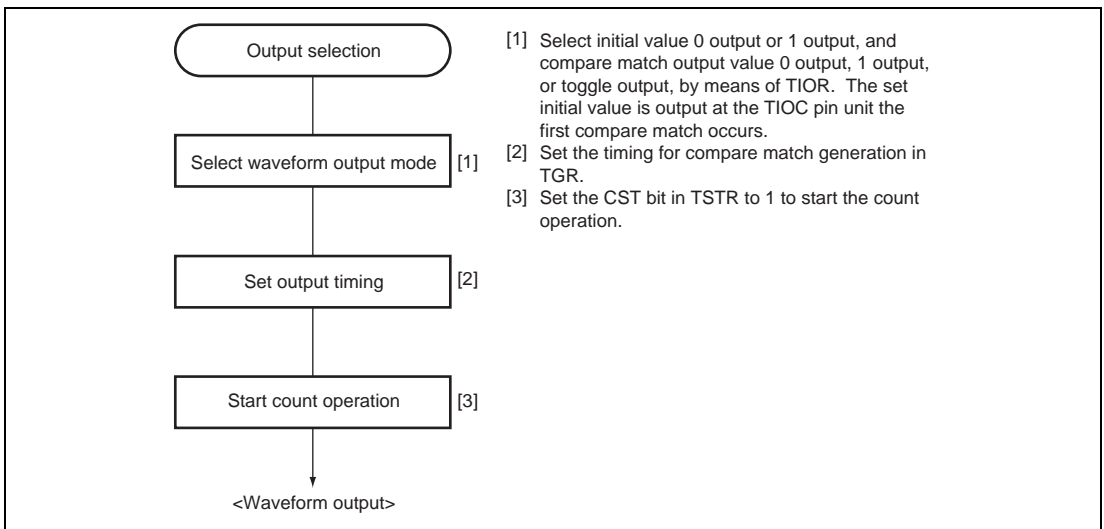 Output selection
Select waveform output mode [1]
Set output timing [2]
Start count operation [3]
<Waveform output>
[1] Select initial value 0 output or 1 output, and
compare match output value 0 output, 1 output,
or toggle output, by means of TIOR. The set
initial value is output at the TIOC pin unit the
first compare match occurs.
[2] Set the timing for compare match generation in
TGR.
[3] Set the CST bit in TSTR to 1 to start the count
operation.